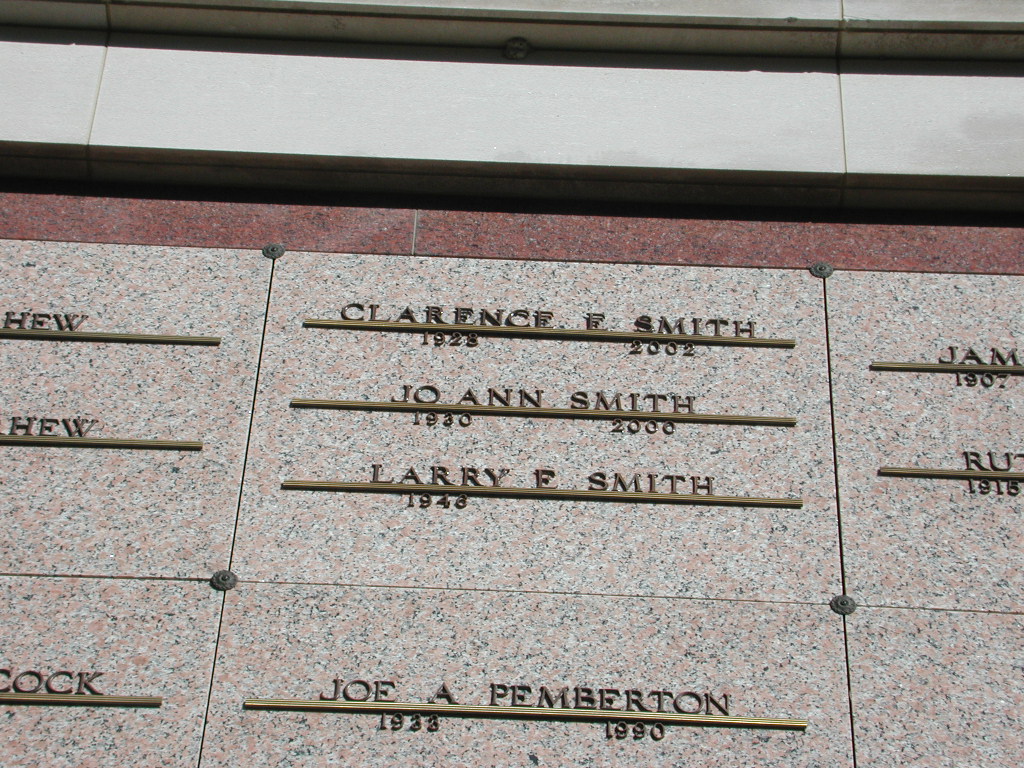 CLARENCE E SMITH
1928 2002
JO ANN SMITH
1930 2000
LARRY E SMITH
1948
HEW
HEW
JAM
1907
RUT
1915
COCK
JOE A PEMBERTON
1933 1990